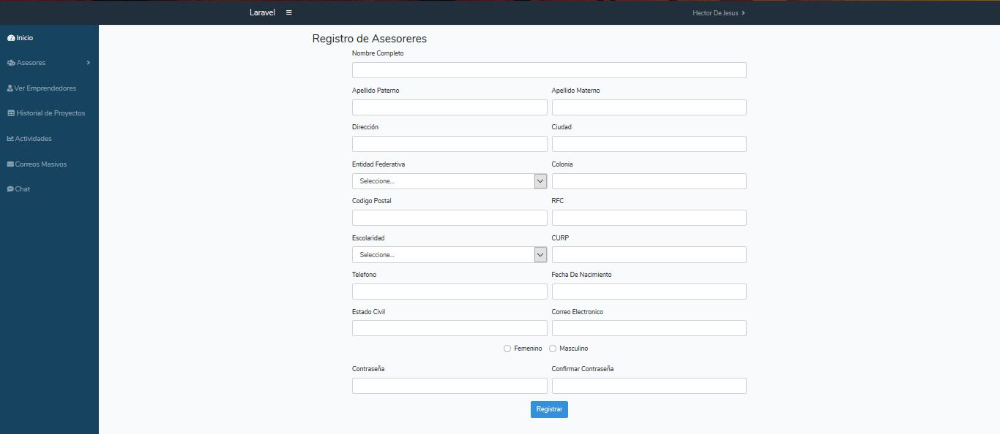 Laravel
Hector De Jesus
Inicio
Asesores
Ver Emprendedores
Historial de Proyectos
Actividades
Correos Masivos
Chat
Registro de Asesoreres
Nombre Completo
Apellido Paterno Apellido Materno
Dirección Ciudad
Entidad Federativa Colonia
Seleccione...
Codigo Postal RFC
Escolaridad CURP
Seleccione...
Telefono Fecha De Nacimiento
Estado Civil Correo Electronico
Femenino Masculino
Contraseña Confirmar Contraseña
Registrar